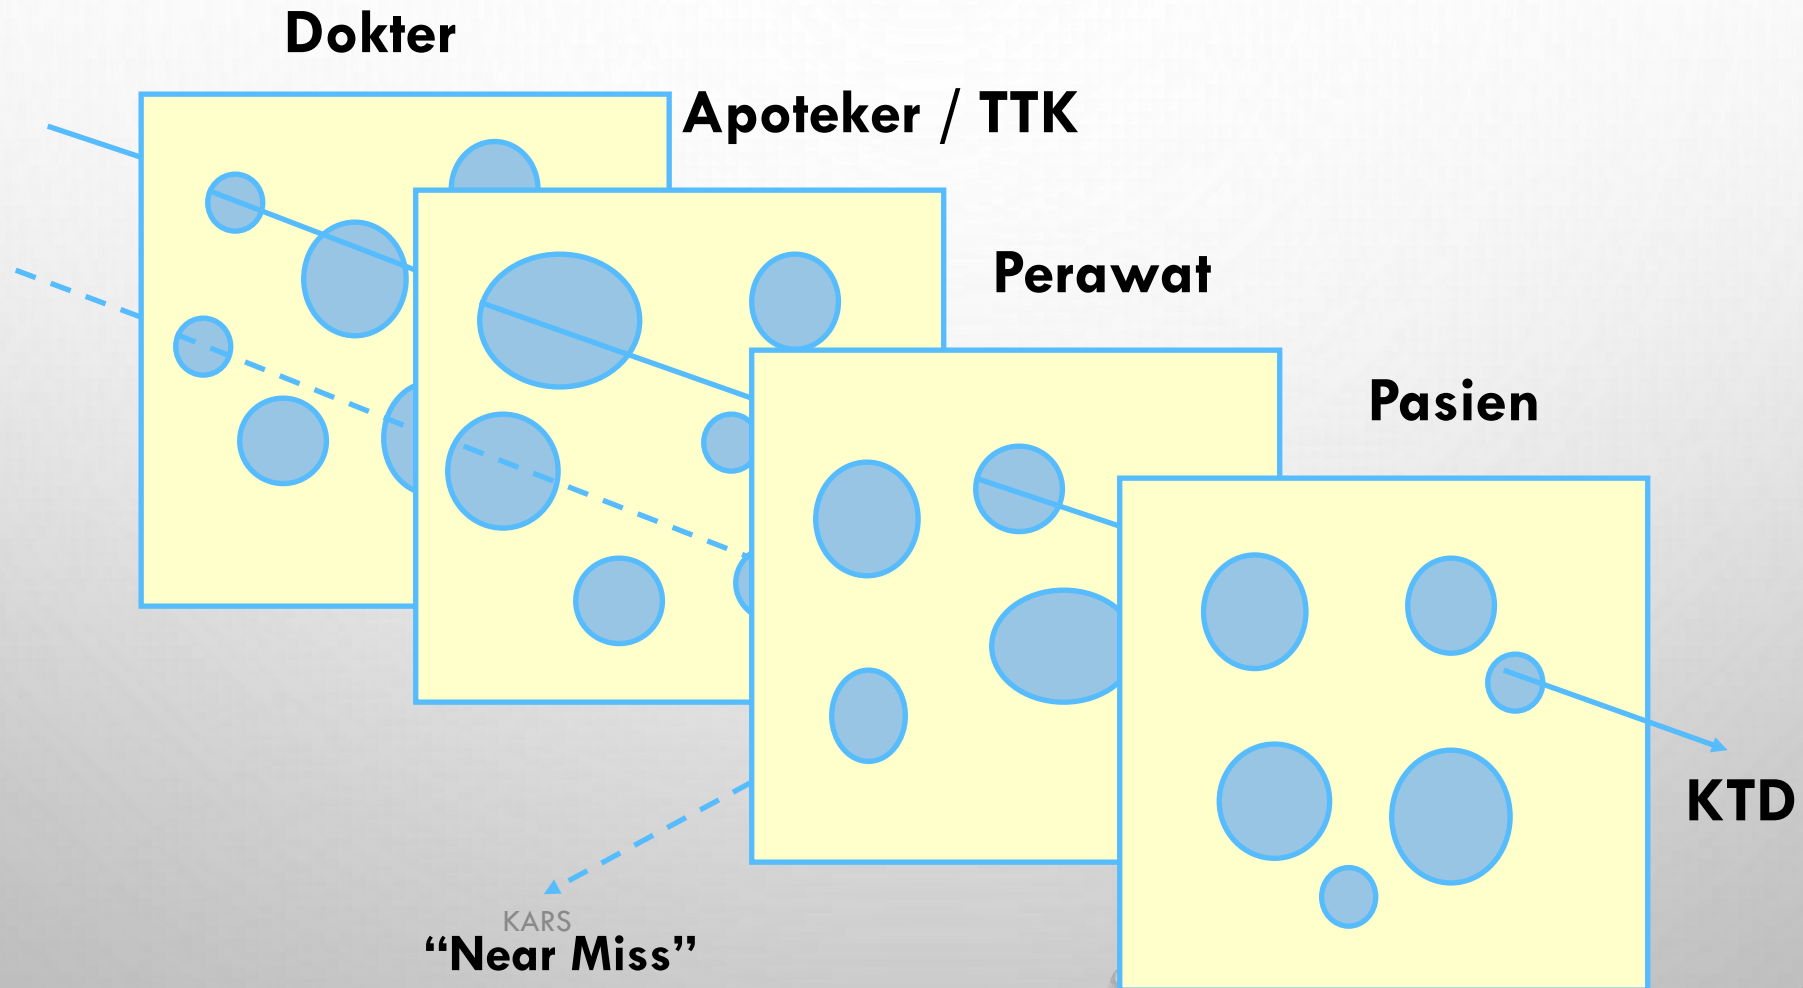 Dokter
Apoteker / TTK
Perawat
Pasien
KTD
KARS
“Near Miss”